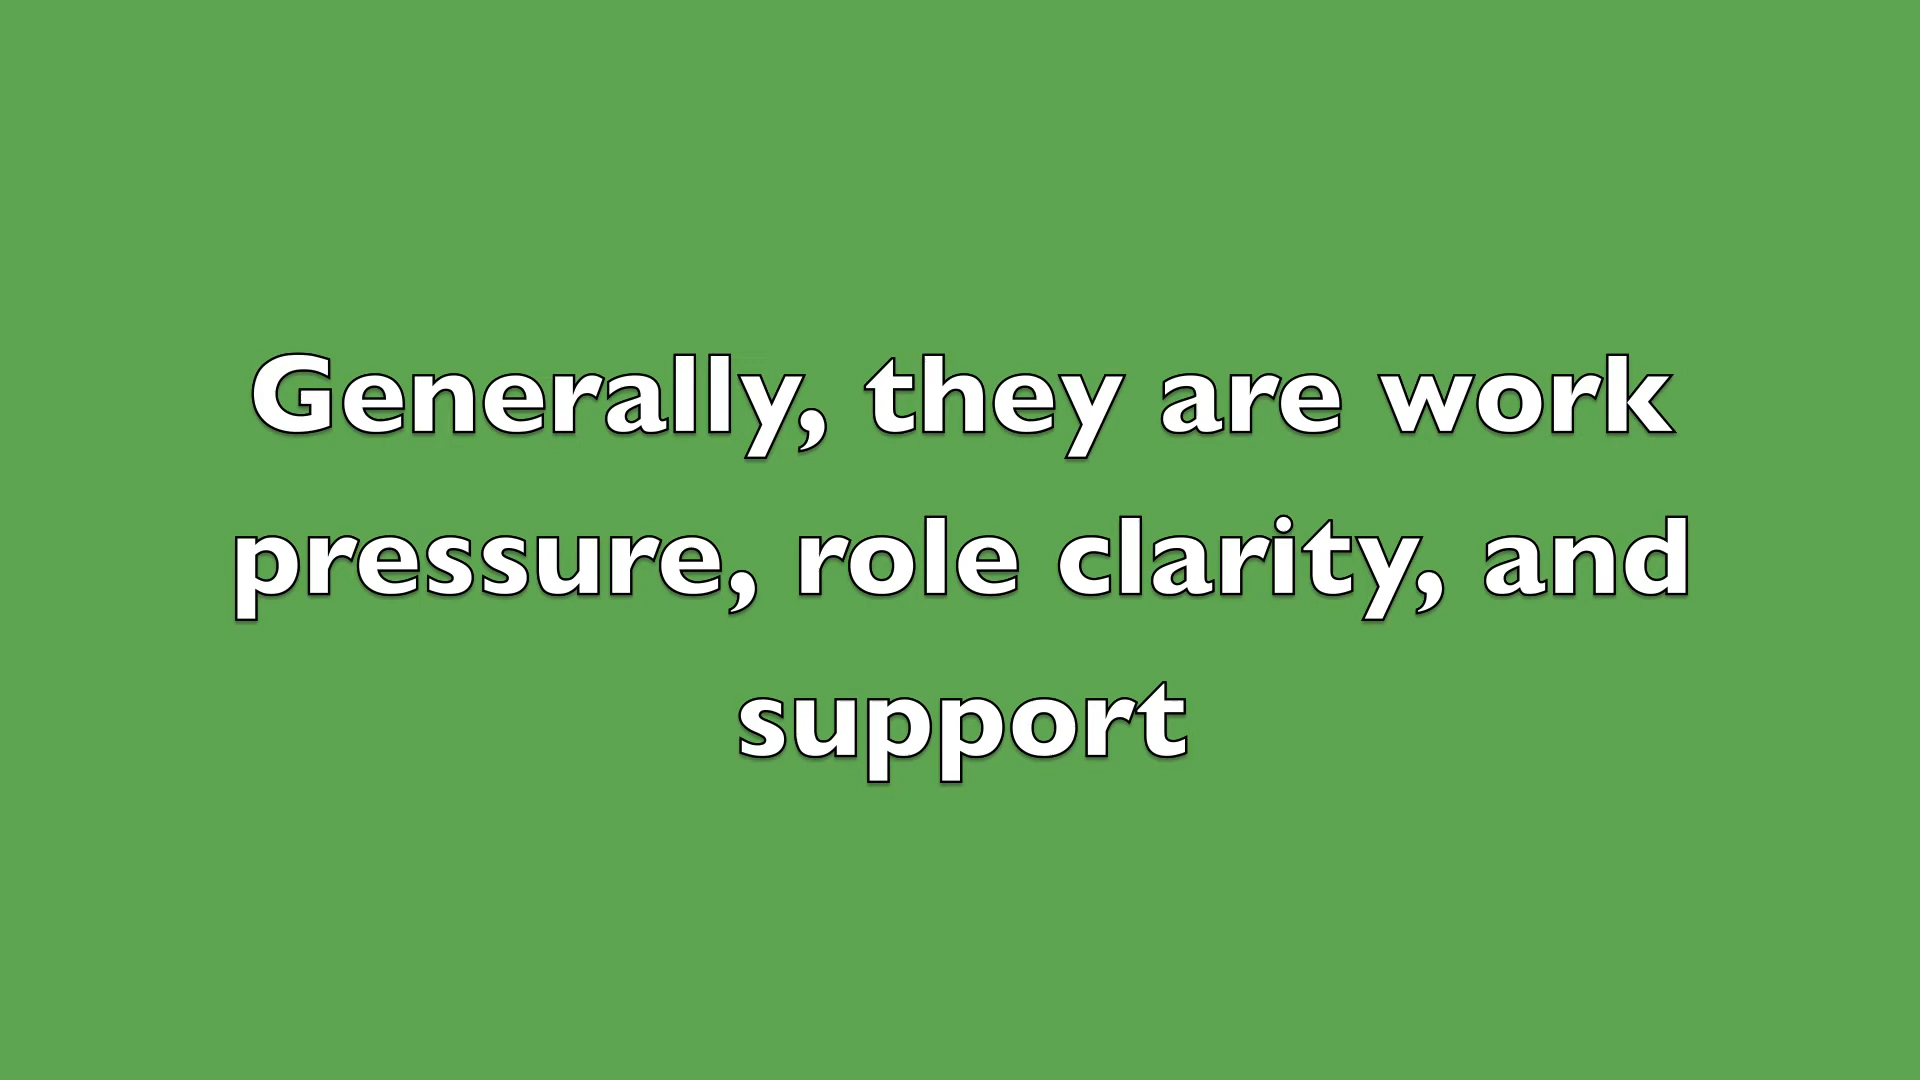 Generally, they are work
pressure, role clarity, and
support